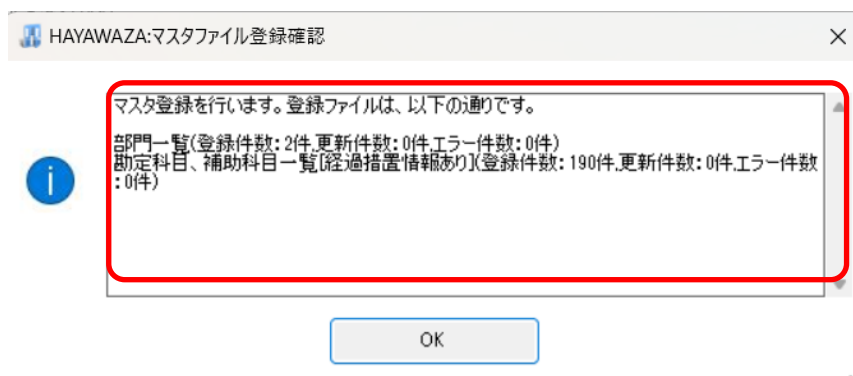 HAYAWAZA:マスタファイル登録確認
マスタ登録を行います。登録ファイルは、以下の通りです。
部門一覧(登録件数: 2件,更新件数: 0件,エラー件数: 0件)
勘定科目、補助科目一覧[経過措置情報あり](登録件数: 190件,更新件数: 0件,エラー件数
: 0件)
OK